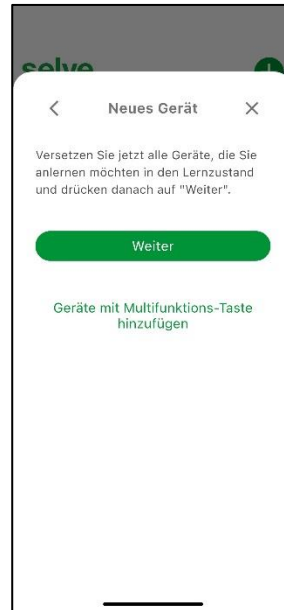 selve
Neues Gerät
Versetzen Sie jetzt alle Geräte, die Sie
anlernen möchten in den Lernzustand
und drücken danach auf "Weiter".
Weiter
Geräte mit Multifunktions-Taste
hinzufügen